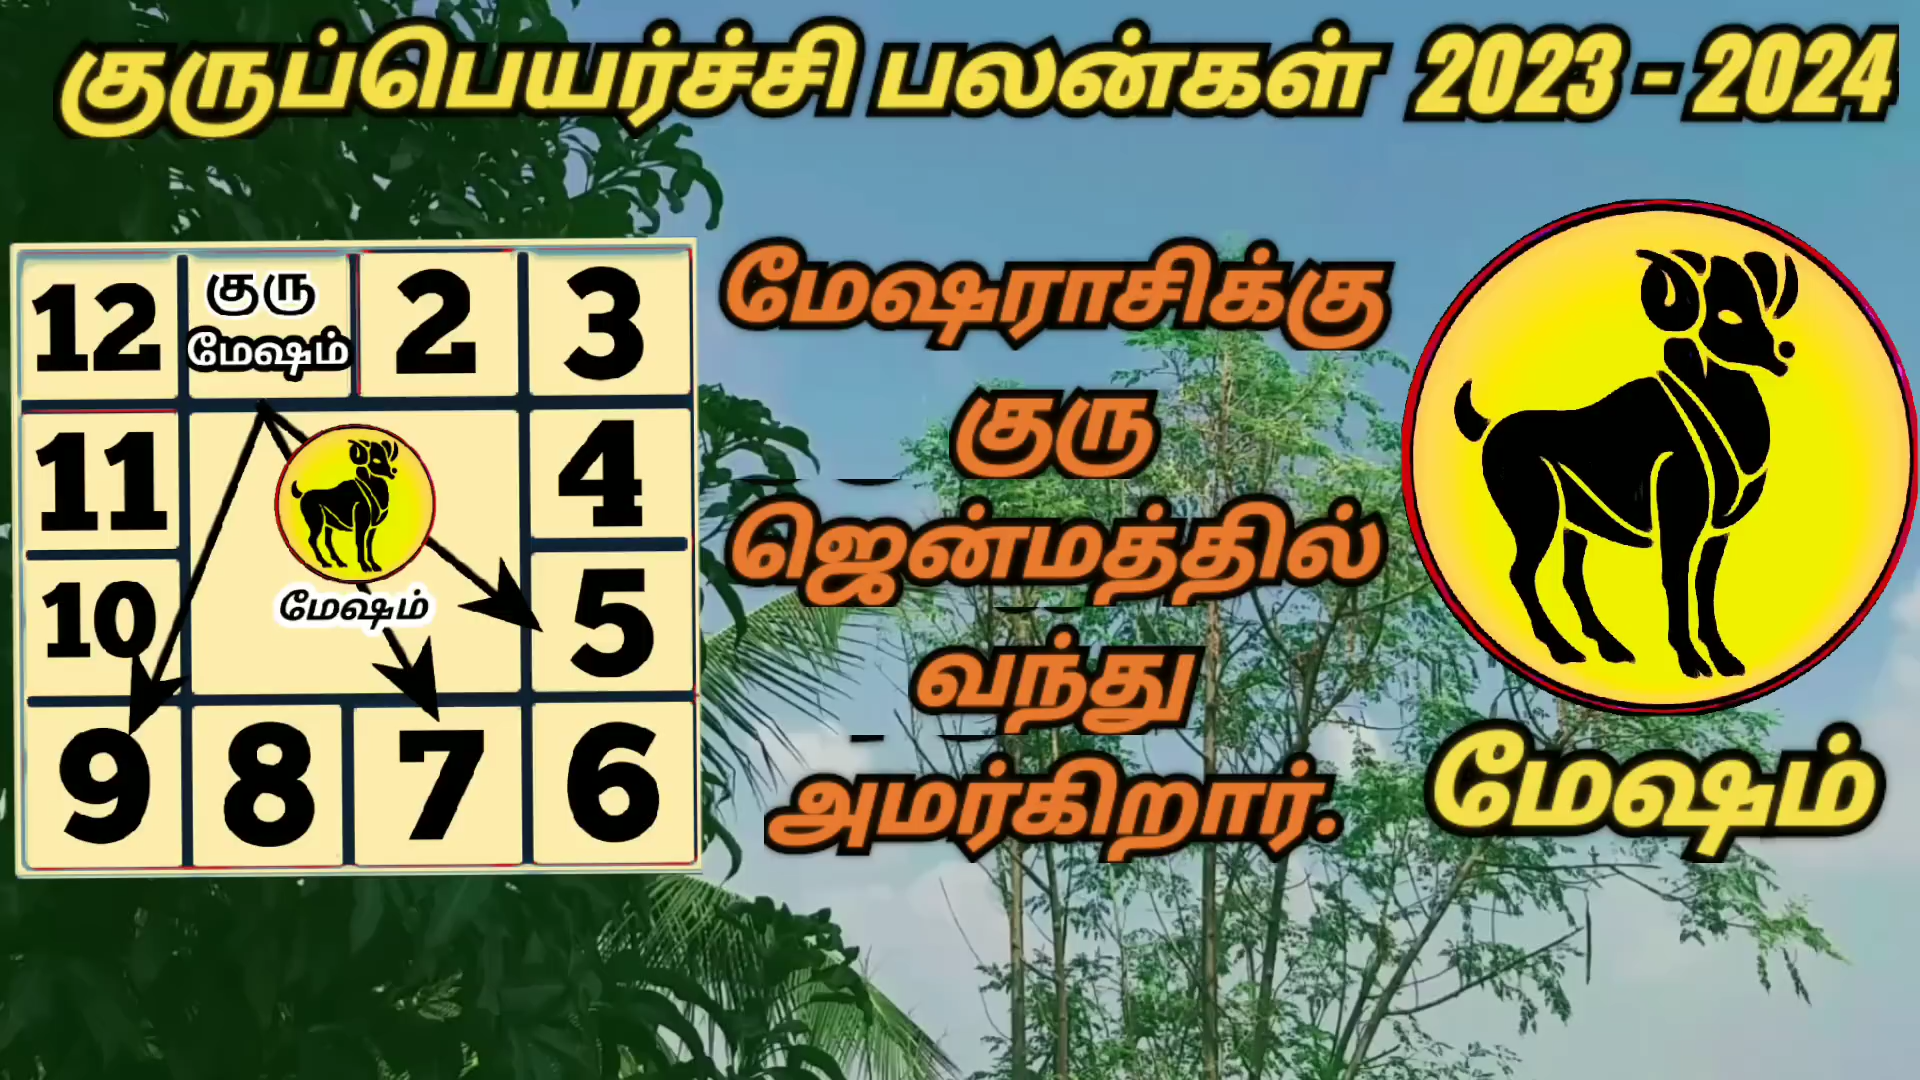 குருப்பெயர்ச்சி பலன்கள் 2023 - 2024
12 குரு மேஷம் 2 3
11 4
மேஷம்
10 5
9 8 7 6
மேஷராசிக்கு
குரு
ஜென்மத்தில்
வந்து
அமர்கிறார்.
மேஷம்